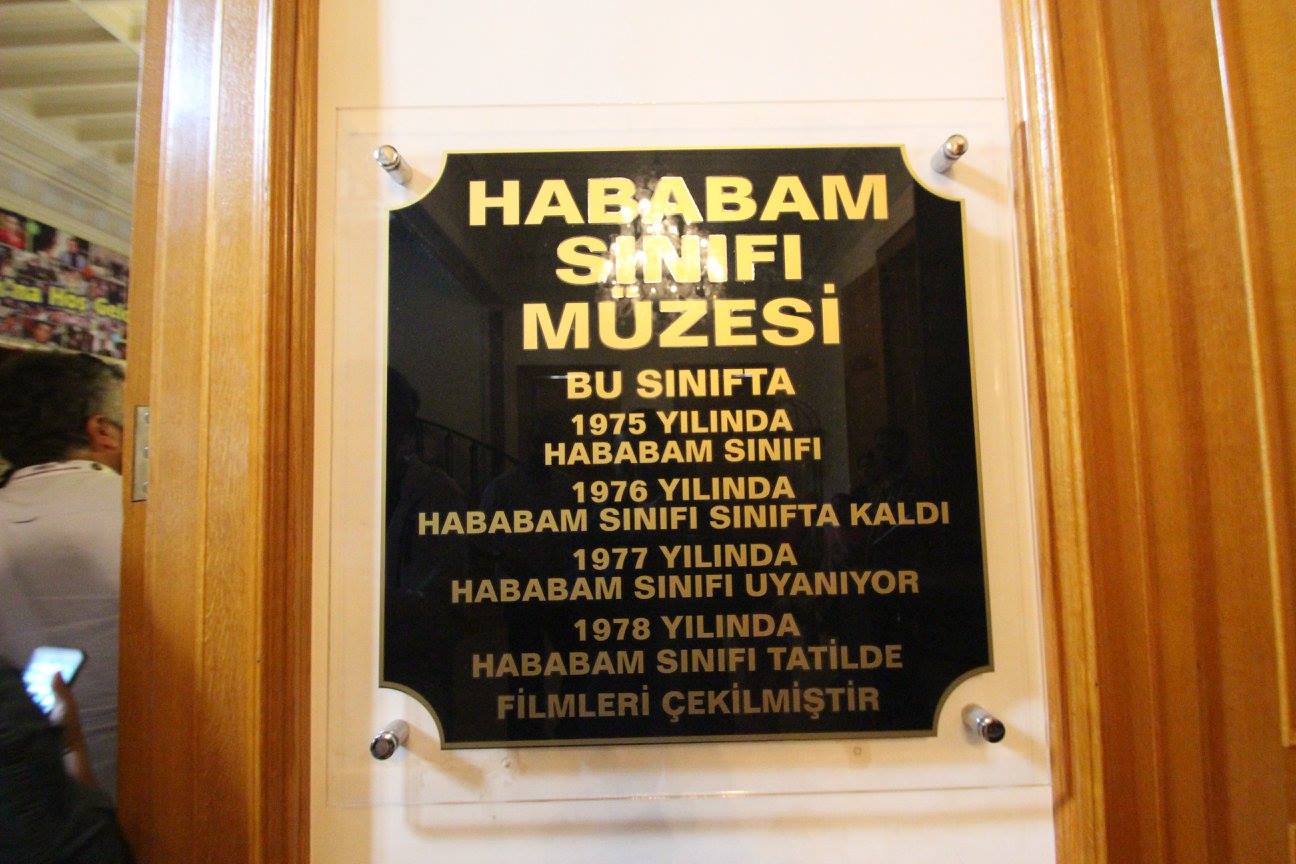 HABABAM
SINIFI
MÜZESİ
BU SINIFTA
1975 YILINDA
HABABAM SINIFI
1976 YILINDA
HABABAM SINIFI SINIFTA KALDI
1977 YILINDA
HABABAM SINIFI UYANIYOR
1978 YILINDA
HABABAM SINIFI TATİLDE
FİLMLERİ ÇEKİLMİŞTİR
Hoş